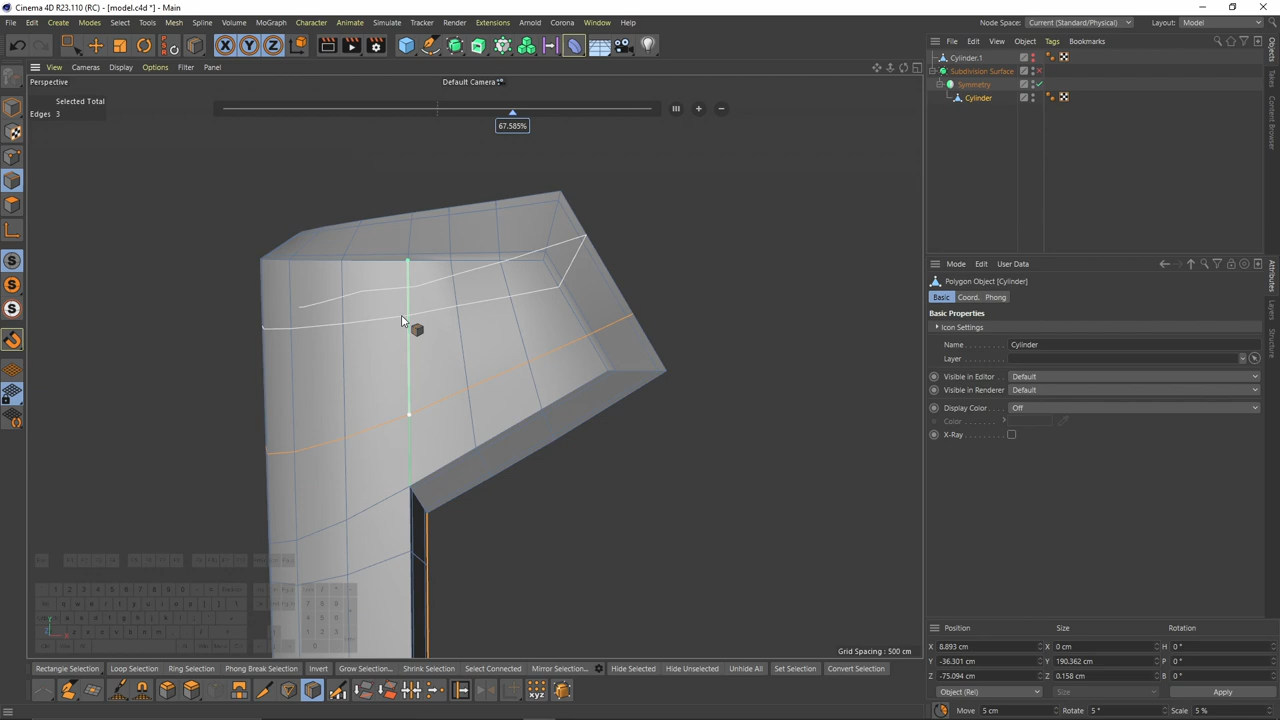 Cinema 4D R23.110 (RC) - [model.c4d *] - Main
File Edit Create Modes Select Tools Mesh Spline Volume MoGraph Character Animate Simulate Tracker Render Extensions Arnold Corona Window Help
Node Space: Current (Standard/Physical) Layout: Model
View Cameras Display Options Filter Panel
Perspective
Default Camera
Selected Total
Edges 3
67.585%
File Edit View Object Tags Bookmarks
Cylinder.1
Subdivision Surface
Symmetry
Cylinder
Objects
Takes
Content Browser
Mode Edit User Data
Polygon Object [Cylinder]
Basic Coord. Phong
Basic Properties
Icon Settings
Name Cylinder
Layer
Visible in Editor Default
Visible in Renderer Default
Display Color Off
Color
X-Ray
Attributes
Layers
Structure
Grid Spacing : 500 cm
Position Size Rotation
X 8.893 cm X 0 cm H 0 °
Y -36.301 cm Y 190.362 cm P 0 °
Z -75.094 cm Z 0.158 cm B 0 °
Object (Rel) Size Apply
Move 5 cm Rotate 5 ° Scale 5 %
Rectangle Selection Loop Selection Ring Selection Phong Break Selection Invert Grow Selection... Shrink Selection Select Connected Mirror Selection... Hide Selected Hide Unselected Unhide All Set Selection Convert Selection